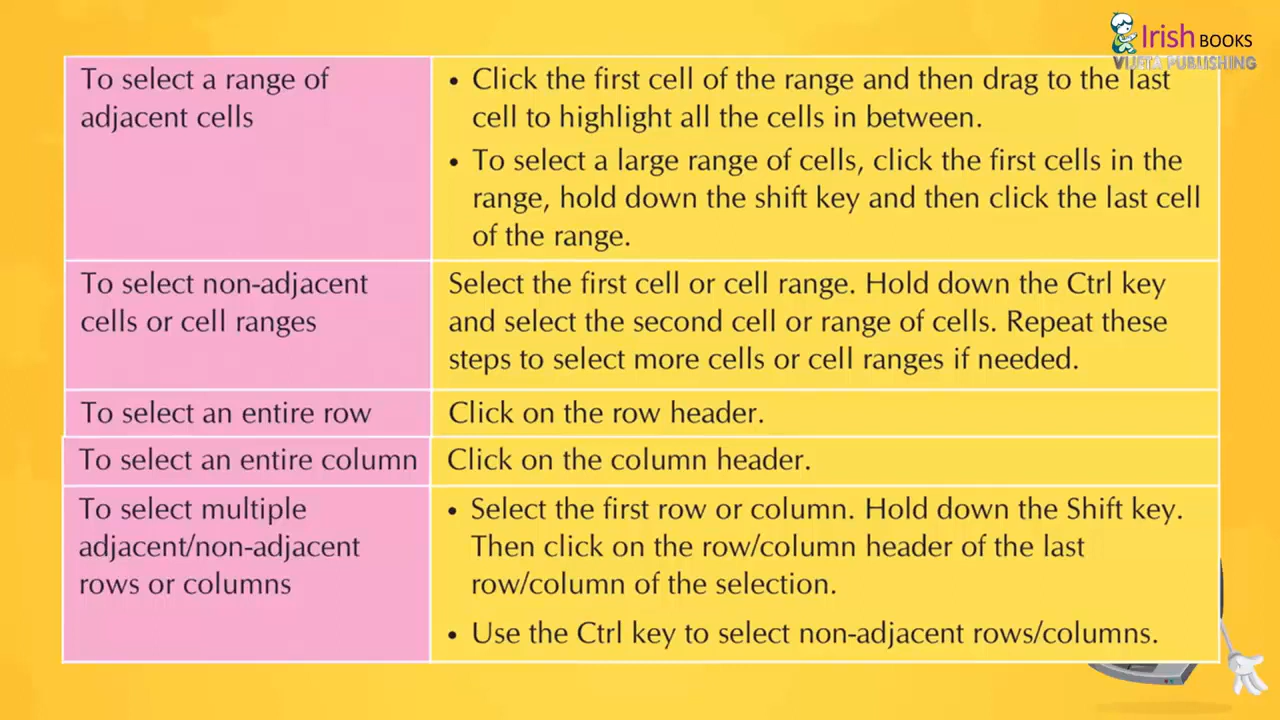 Irish BOOKS
VIJETA PUBLISHING
To select a range of
adjacent cells
• Click the first cell of the range and then drag to the last
cell to highlight all the cells in between.
• To select a large range of cells, click the first cells in the
range, hold down the shift key and then click the last cell
of the range.
To select non-adjacent
cells or cell ranges
Select the first cell or cell range. Hold down the Ctrl key
and select the second cell or range of cells. Repeat these
steps to select more cells or cell ranges if needed.
To select an entire row
Click on the row header.
To select an entire column
Click on the column header.
To select multiple
adjacent/non-adjacent
rows or columns
• Select the first row or column. Hold down the Shift key.
Then click on the row/column header of the last
row/column of the selection.
• Use the Ctrl key to select non-adjacent rows/columns.